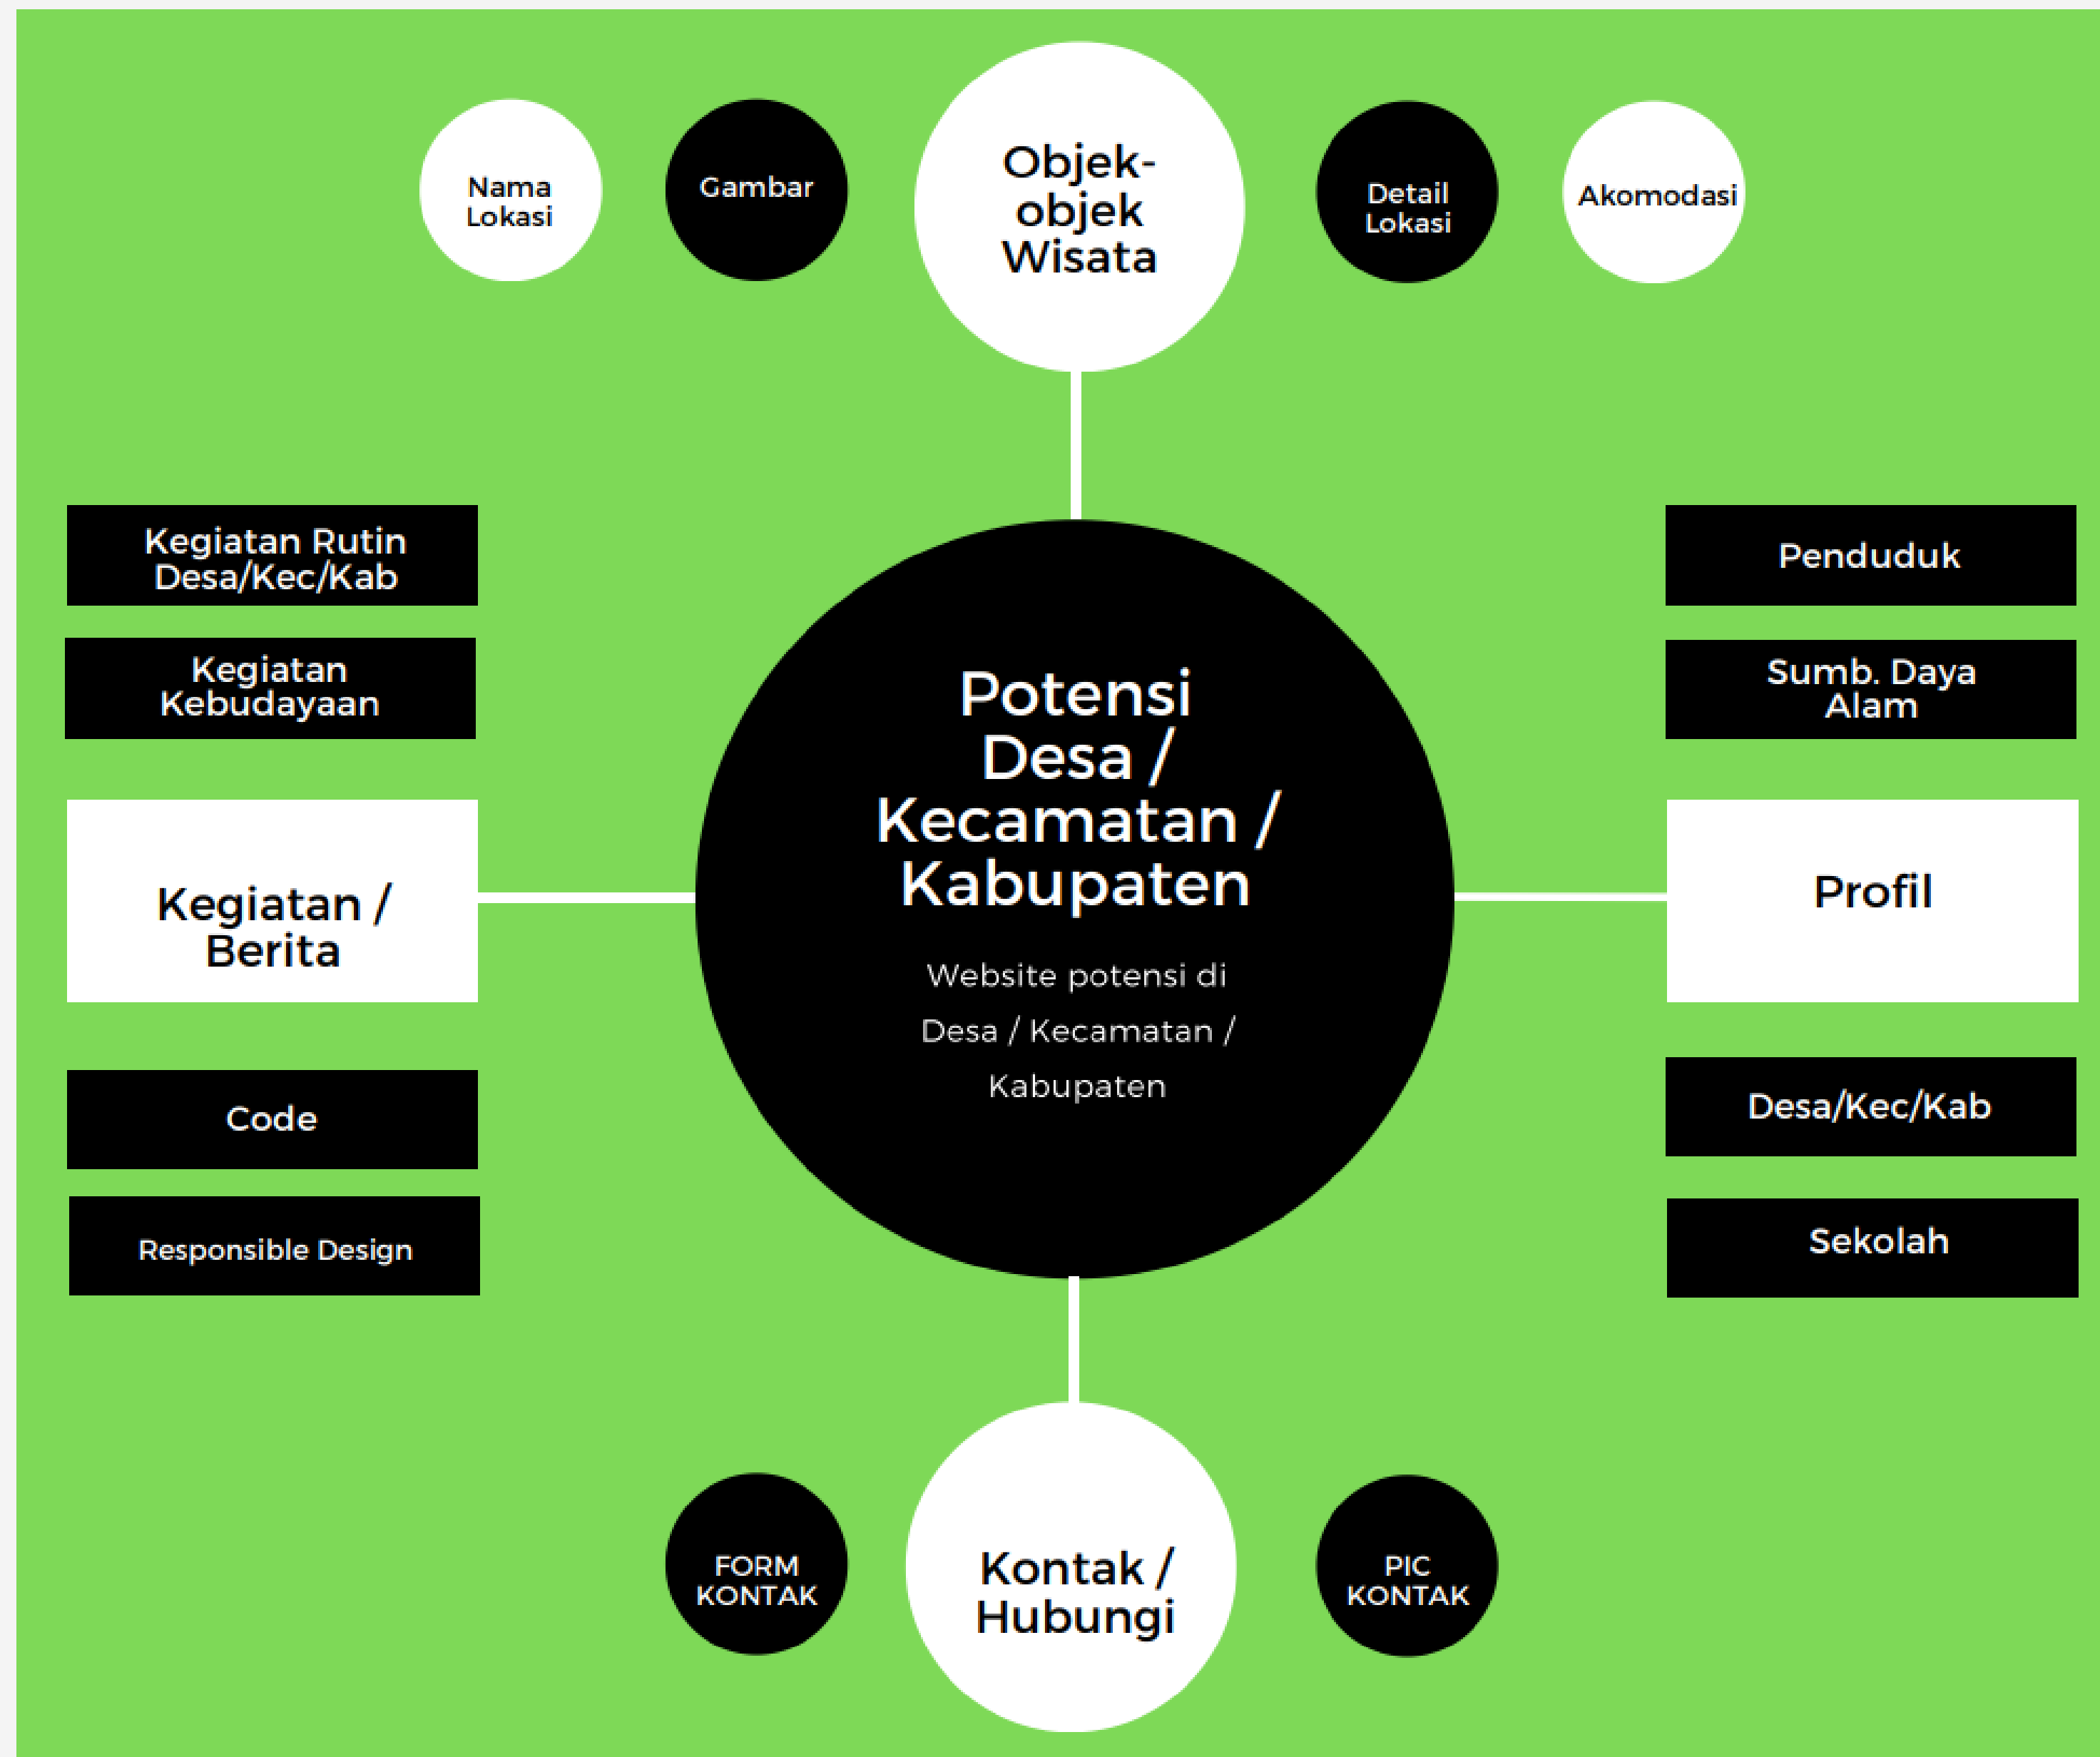 Nama
Lokasi
Gambar
Objek-
objek
Wisata
Detail
Lokasi
Akomodasi
Kegiatan Rutin
Desa/Kec/Kab
Kegiatan
Kebudayaan
Kegiatan /
Berita
Code
Responsible Design
Potensi
Desa /
Kecamatan /
Kabupaten
Website potensi di
Desa / Kecamatan /
Kabupaten
Penduduk
Sumb. Daya
Alam
Profil
Desa/Kec/Kab
Sekolah
FORM
KONTAK
Kontak /
Hubungi
PIC
KONTAK